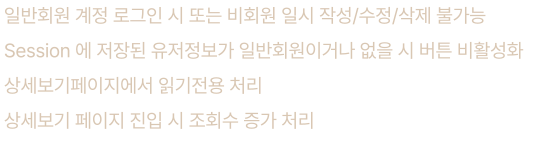 일반회원 계정 로그인 시 또는 비회원 일시 작성/수정/삭제 불가능
Session 에 저장된 유저정보가 일반회원이거나 없을 시 버튼 비활성화
상세보기페이지에서 읽기전용 처리
상세보기 페이지 진입 시 조회수 증가 처리